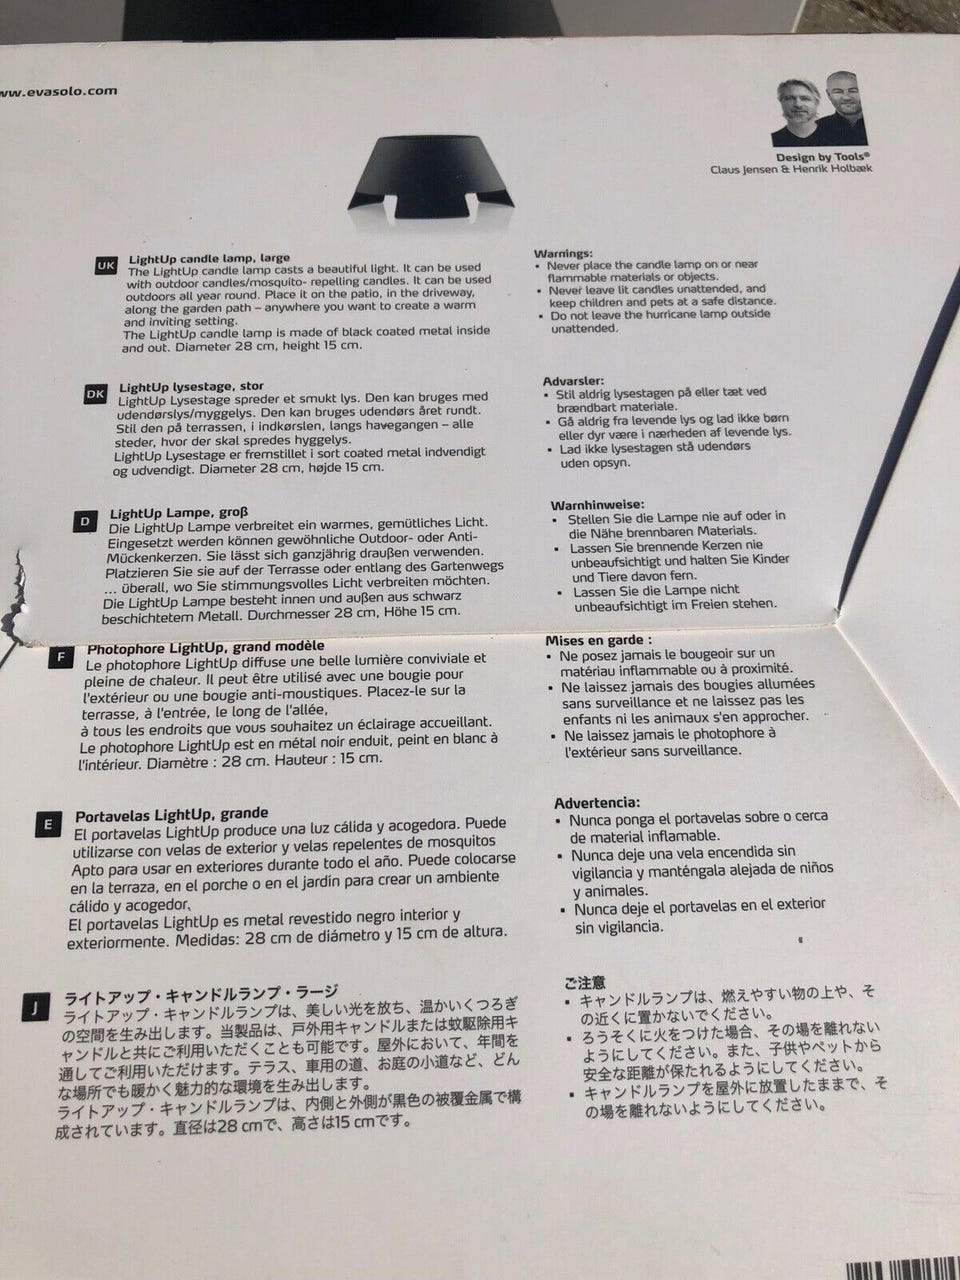 ww.evasolo.com
Design by Tools®
Claus Jensen & Henrik Holbæk
UK
LightUp candle lamp, large
The LightUp candle lamp casts a beautiful light. It can be used
with outdoor candles/mosquito- repelling candles. It can be used
outdoors all year round. Place it on the patio, in the driveway,
along the garden path – anywhere you want to create a warm
and inviting setting.
The LightUp candle lamp is made of black coated metal inside
and out. Diameter 28 cm, height 15 cm.
Warnings:
▪ Never place the candle lamp on or near
flammable materials or objects.
▪ Never leave lit candles unattended, and
keep children and pets at a safe distance.
▪ Do not leave the hurricane lamp outside
unattended.
DK
LightUp lysestage, stor
LightUp Lysestage spreder et smukt lys. Den kan bruges med
udendørslys/myggelys. Den kan bruges udendørs året rundt.
Stil den på terrassen, i indkørslen, langs havegangen – alle
steder, hvor der skal spredes hyggelys.
LightUp Lysestage er fremstillet i sort coated metal indvendigt
og udvendigt. Diameter 28 cm, højde 15 cm.
Advarsler:
▪ Stil aldrig lysestagen på eller tæt ved
brændbart materiale.
▪ Gå aldrig fra levende lys og lad ikke børn
eller dyr være i nærheden af levende lys.
▪ Lad ikke lysestagen stå udendørs
uden opsyn.
D
LightUp Lampe, groß
Die LightUp Lampe verbreitet ein warmes, gemütliches Licht.
Eingesetzt werden können gewöhnliche Outdoor- oder Anti-
Mückenkerzen. Sie lässt sich ganzjährig draußen verwenden.
Platzieren Sie sie auf der Terrasse oder entlang des Gartenwegs
... überall, wo Sie stimmungsvolles Licht verbreiten möchten.
Die LightUp Lampe besteht innen und außen aus schwarz
beschichtetem Metall. Durchmesser 28 cm, Höhe 15 cm.
Warnhinweise:
▪ Stellen Sie die Lampe nie auf oder in
die Nähe brennbaren Materials.
▪ Lassen Sie brennende Kerzen nie
unbeaufsichtigt und halten Sie Kinder
und Tiere davon fern.
▪ Lassen Sie die Lampe nicht
unbeaufsichtigt im Freien stehen.
F
Photophore LightUp, grand modèle
Le photophore LightUp diffuse une belle lumière conviviale et
pleine de chaleur. Il peut être utilisé avec une bougie pour
l'extérieur ou une bougie anti-moustiques. Placez-le sur la
terrasse, à l'entrée, le long de l'allée,
à tous les endroits que vous souhaitez un éclairage accueillant.
Le photophore LightUp est en métal noir enduit, peint en blanc à
l'intérieur. Diamètre : 28 cm. Hauteur : 15 cm.
Mises en garde :
▪ Ne posez jamais le bougeoir sur un
matériau inflammable ou à proximité.
▪ Ne laissez jamais des bougies allumées
sans surveillance et ne laissez pas les
enfants ni les animaux s'en approcher.
▪ Ne laissez jamais le photophore à
l'extérieur sans surveillance.
E
Portavelas LightUp, grande
El portavelas LightUp produce una luz cálida y acogedora. Puede
utilizarse con velas de exterior y velas repelentes de mosquitos
Apto para usar en exteriores durante todo el año. Puede colocarse
en la terraza, en el porche o en el jardín para crear un ambiente
cálido y acogedor.
El portavelas LightUp es metal revestido negro interior y
exteriormente. Medidas: 28 cm de diámetro y 15 cm de altura.
Advertencia:
▪ Nunca ponga el portavelas sobre o cerca
de material inflamable.
▪ Nunca deje una vela encendida sin
vigilancia y manténgala alejada de niños
y animales.
▪ Nunca deje el portavelas en el exterior
sin vigilancia.
J
ライトアップ・キャンドルランプ・ラージ
ライトアップ・キャンドルランプは、美しい光を放ち、温かいくつろぎ
の空間を生み出します。当製品は、戸外用キャンドルまたは蚊駆除用キ
ャンドルと共にご利用いただくことも可能です。屋外において、年間を
通してご利用いただけます。テラス、車用の道、お庭の小道など、どん
な場所でも暖かく魅力的な環境を生み出します。
ライトアップ・キャンドルランプは、内側と外側が黒色の被覆金属で構
成されています。直径は28 cmで、高さは15 cmです。
ご注意
▪ キャンドルランプは、燃えやすい物の上や、そ
の近くに置かないでください。
▪ ろうそくに火をつけた場合、その場を離れない
ようにしてください。また、子供やペットから
安全な距離が保たれるようにしてください。
▪ キャンドルランプを屋外に放置したままで、そ
の場を離れないようにしてください。